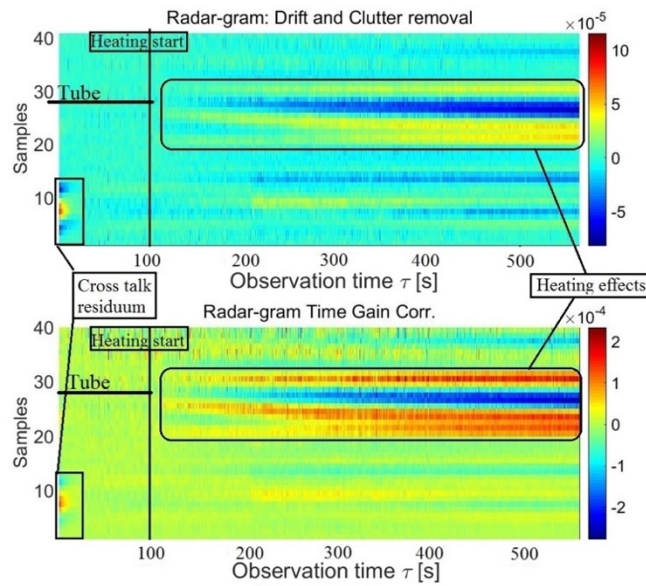 Radar-gram: Drift and Clutter removal
×10⁻⁵
40
Heating start
10
30
Tube
5
Samples
20
0
10
-5
100
200
300
400
500
Observation time τ [s]
Cross talk
residuum
Heating effects
Radar-gram Time Gain Corr.
×10⁻⁴
40
Heating start
2
Tube
30
1
Samples
20
0
-1
10
-2
100
200
300
400
500
Observation time τ [s]